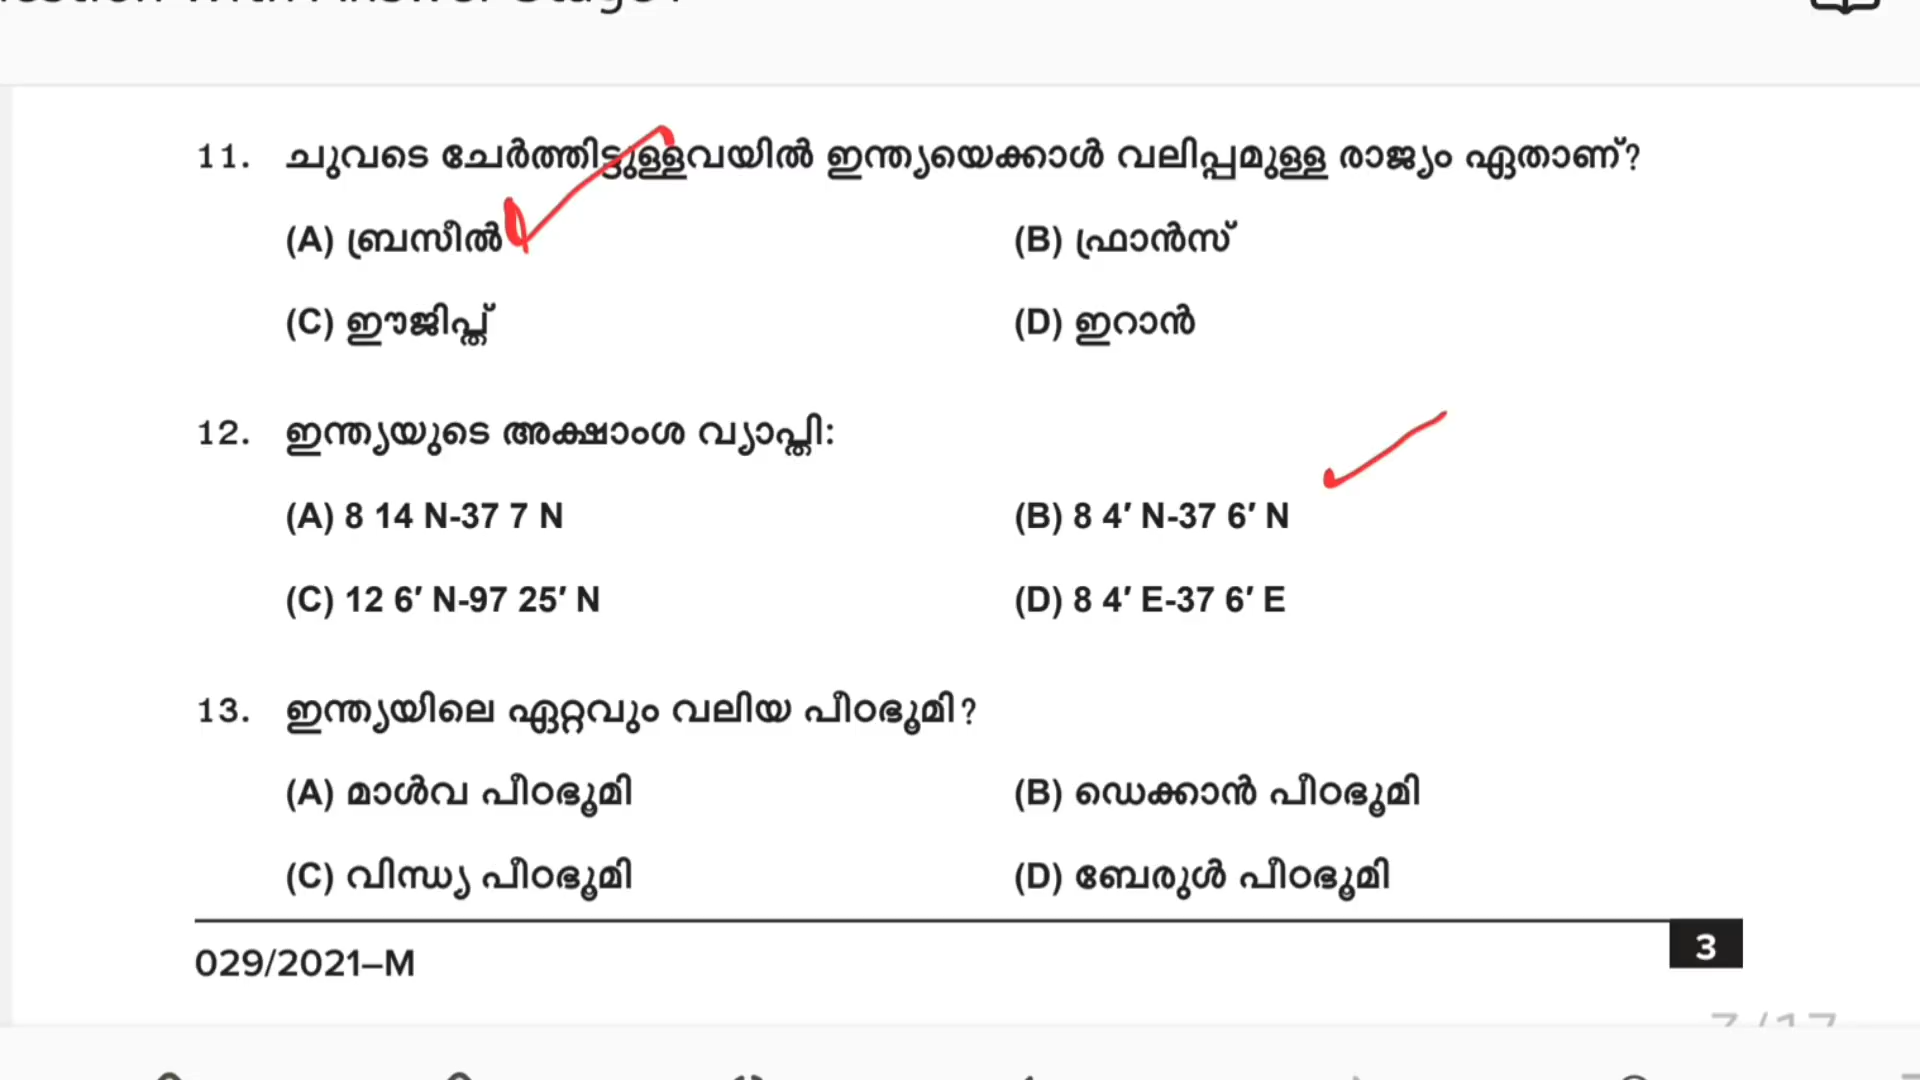 11. ചുവടെ ചേർത്തിട്ടുള്ളവയിൽ ഇന്ത്യയെക്കാൾ വലിപ്പമുള്ള രാജ്യം ഏതാണ്?
(A) ബ്രസീൽ (B) ഫ്രാൻസ്
(C) ഈജിപ്ത് (D) ഇറാൻ
12. ഇന്ത്യയുടെ അക്ഷാംശ വ്യാപ്തി:
(A) 8 14 N-37 7 N (B) 8 4′ N-37 6′ N
(C) 12 6′ N-97 25′ N (D) 8 4′ E-37 6′ E
13. ഇന്ത്യയിലെ ഏറ്റവും വലിയ പീഠഭൂമി?
(A) മാൾവ പീഠഭൂമി (B) ഡെക്കാൻ പീഠഭൂമി
(C) വിന്ധ്യ പീഠഭൂമി (D) ബേരുൾ പീഠഭൂമി
029/2021–M 3